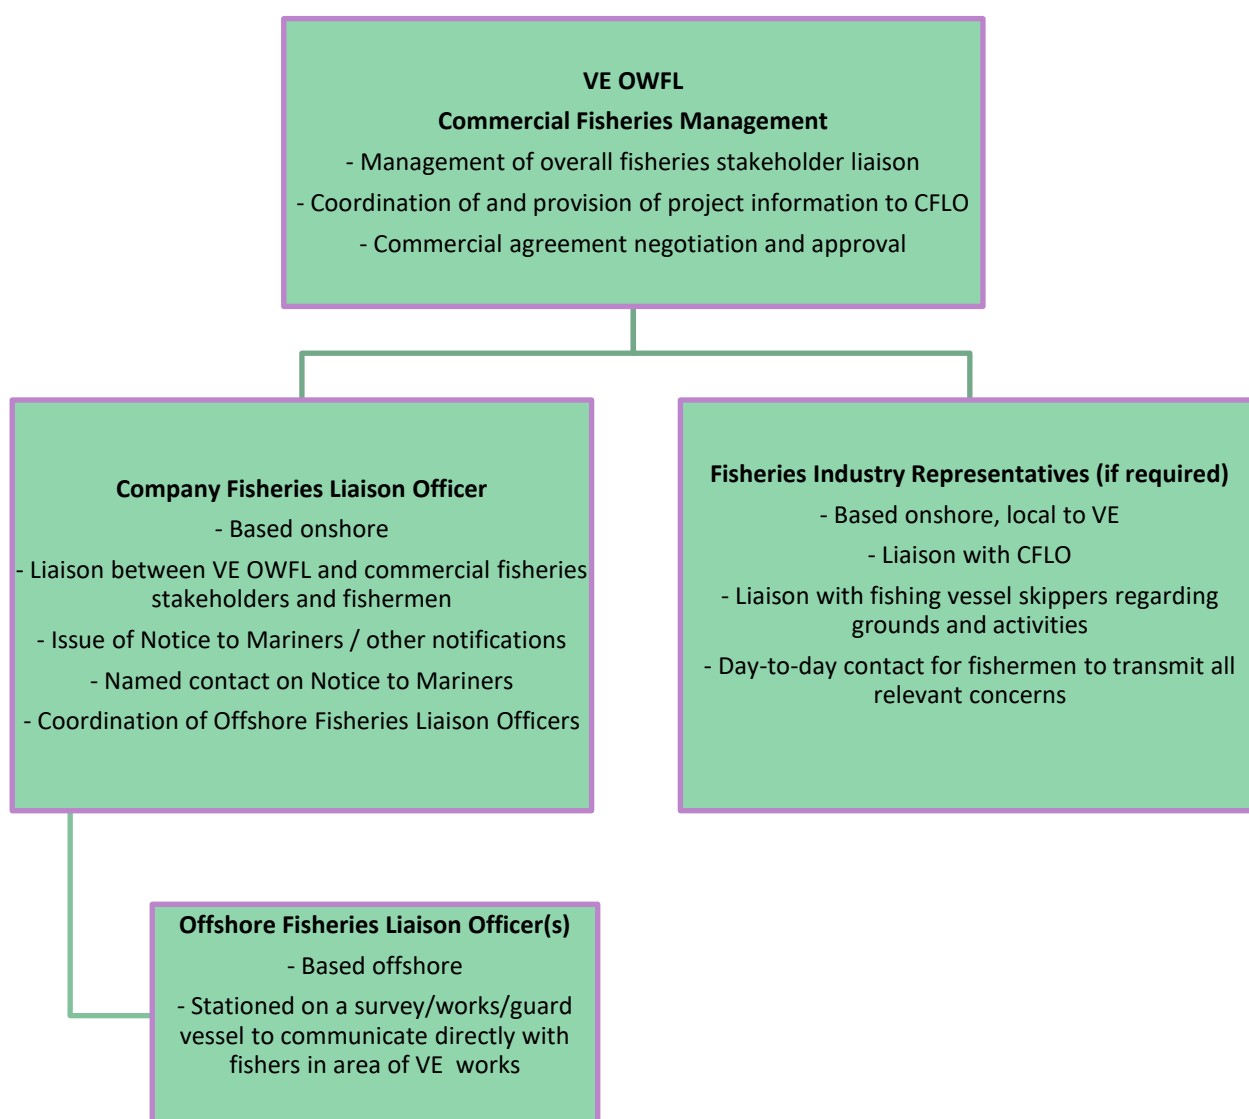 VE OWFL
Commercial Fisheries Management
- Management of overall fisheries stakeholder liaison
- Coordination of and provision of project information to CFLO
- Commercial agreement negotiation and approval
Company Fisheries Liaison Officer
- Based onshore
- Liaison between VE OWFL and commercial fisheries
stakeholders and fishermen
- Issue of Notice to Mariners / other notifications
- Named contact on Notice to Mariners
- Coordination of Offshore Fisheries Liaison Officers
Fisheries Industry Representatives (if required)
- Based onshore, local to VE
- Liaison with CFLO
- Liaison with fishing vessel skippers regarding
grounds and activities
- Day-to-day contact for fishermen to transmit all
relevant concerns
Offshore Fisheries Liaison Officer(s)
- Based offshore
- Stationed on a survey/works/guard
vessel to communicate directly with
fishers in area of VE  works